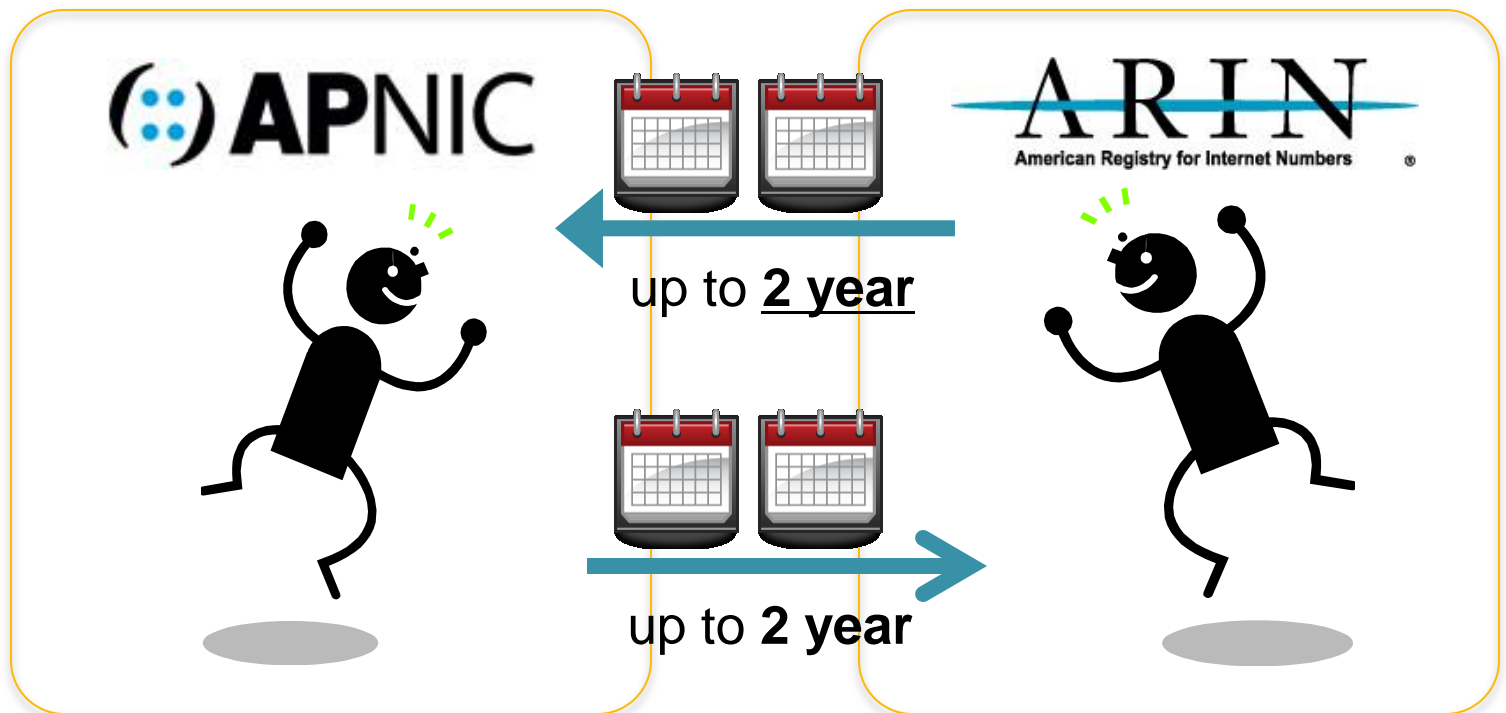 APNIC
ARIN
American Registry for Internet Numbers ®
up to 2 year
up to 2 year